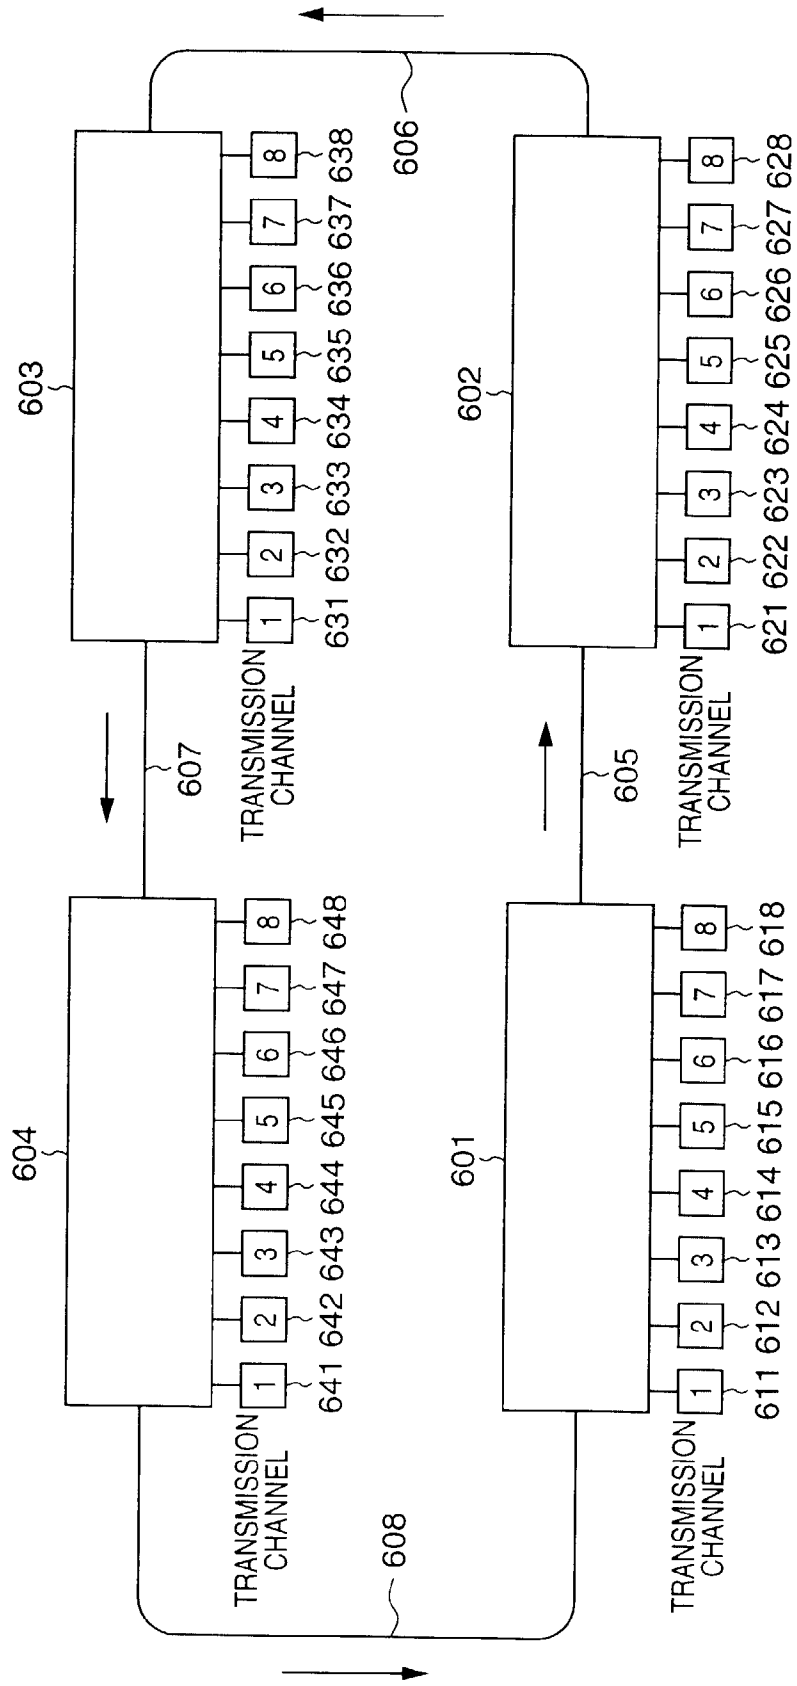 604
603
607
TRANSMISSION
CHANNEL
1 2 3 4 5 6 7 8
641 642 643 644 645 646 647 648
TRANSMISSION
CHANNEL
1 2 3 4 5 6 7 8
631 632 633 634 635 636 637 638
608
606
601
602
605
TRANSMISSION
CHANNEL
1 2 3 4 5 6 7 8
611 612 613 614 615 616 617 618
TRANSMISSION
CHANNEL
1 2 3 4 5 6 7 8
621 622 623 624 625 626 627 628